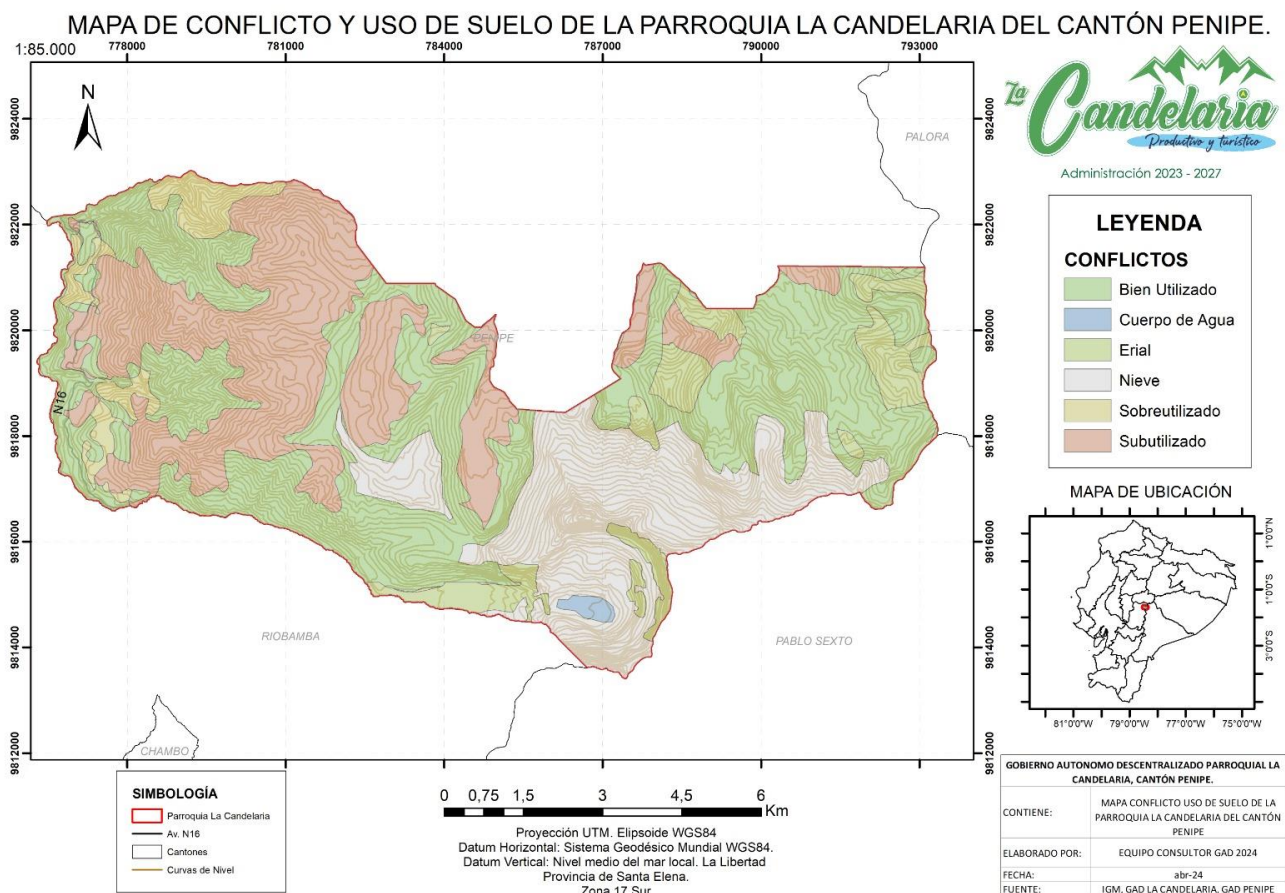 MAPA DE CONFLICTO Y USO DE SUELO DE LA PARROQUIA LA CANDELARIA DEL CANTÓN PENIPE.
1:85.000
778000 781000 784000 787000 790000 793000
N
9824000
9822000
9820000
9818000
9816000
9814000
9812000
PALORA
PENIPE
N16
RIOBAMBA
PABLO SEXTO
CHAMBO
9824000
9822000
9820000
9818000
9816000
9814000
9812000
La Candelaria
Productivo y turístico
Administración 2023 - 2027
LEYENDA
CONFLICTOS
Bien Utilizado
Cuerpo de Agua
Erial
Nieve
Sobreutilizado
Subutilizado
MAPA DE UBICACIÓN
1°0'0"N
1°0'0"S
3°0'0"S
81°0'0"W 79°0'0"W 77°0'0"W 75°0'0"W
SIMBOLOGÍA
Parroquia La Candelaria
Av. N16
Cantones
Curvas de Nivel
0 0,75 1,5 3 4,5 6
Km
Proyección UTM. Elipsoide WGS84
Datum Horizontal: Sistema Geodésico Mundial WGS84.
Datum Vertical: Nivel medio del mar local. La Libertad
Provincia de Santa Elena.
Zona 17 Sur
GOBIERNO AUTONOMO DESCENTRALIZADO PARROQUIAL LA
CANDELARIA, CANTÓN PENIPE.
CONTIENE:
MAPA CONFLICTO USO DE SUELO DE LA
PARROQUIA LA CANDELARIA DEL CANTÓN
PENIPE
ELABORADO POR: EQUIPO CONSULTOR GAD 2024
FECHA: abr-24
FUENTE: IGM, GAD LA CANDELARIA, GAD PENIPE